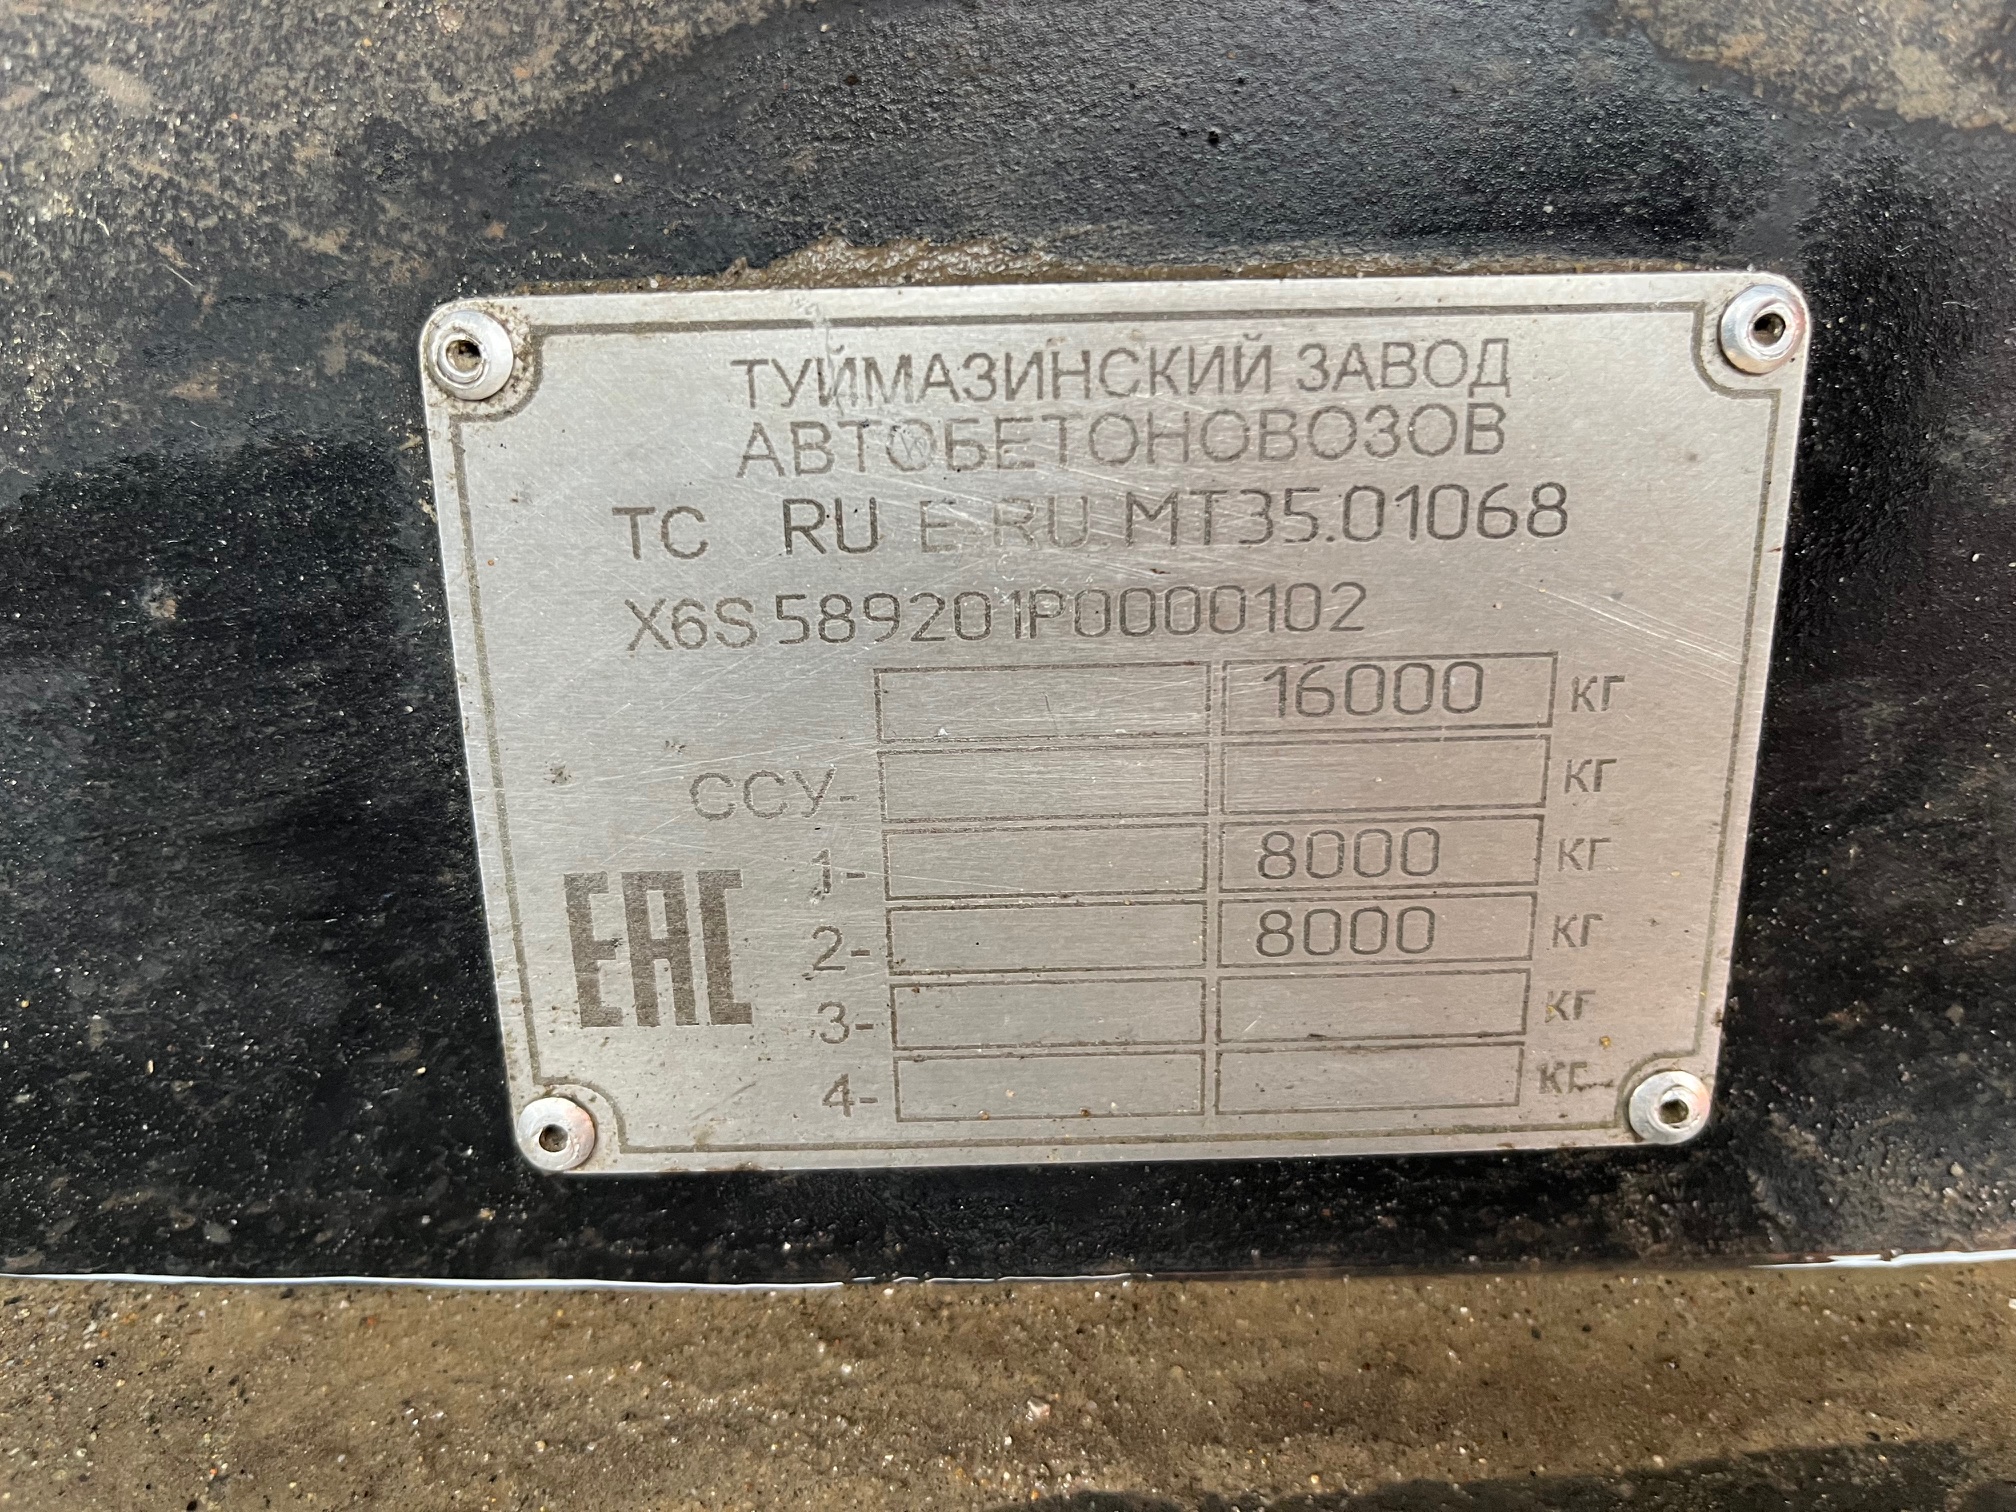 ТУЙМАЗИНСКИЙ ЗАВОД
АВТОБЕТОНОВОЗОВ
ТС RU E-RU.MT35.01068
X6S589201P0000102
16000 КГ
ССУ- КГ
1- 8000 КГ
EAC
2- 8000 КГ
3- КГ
4- КГ